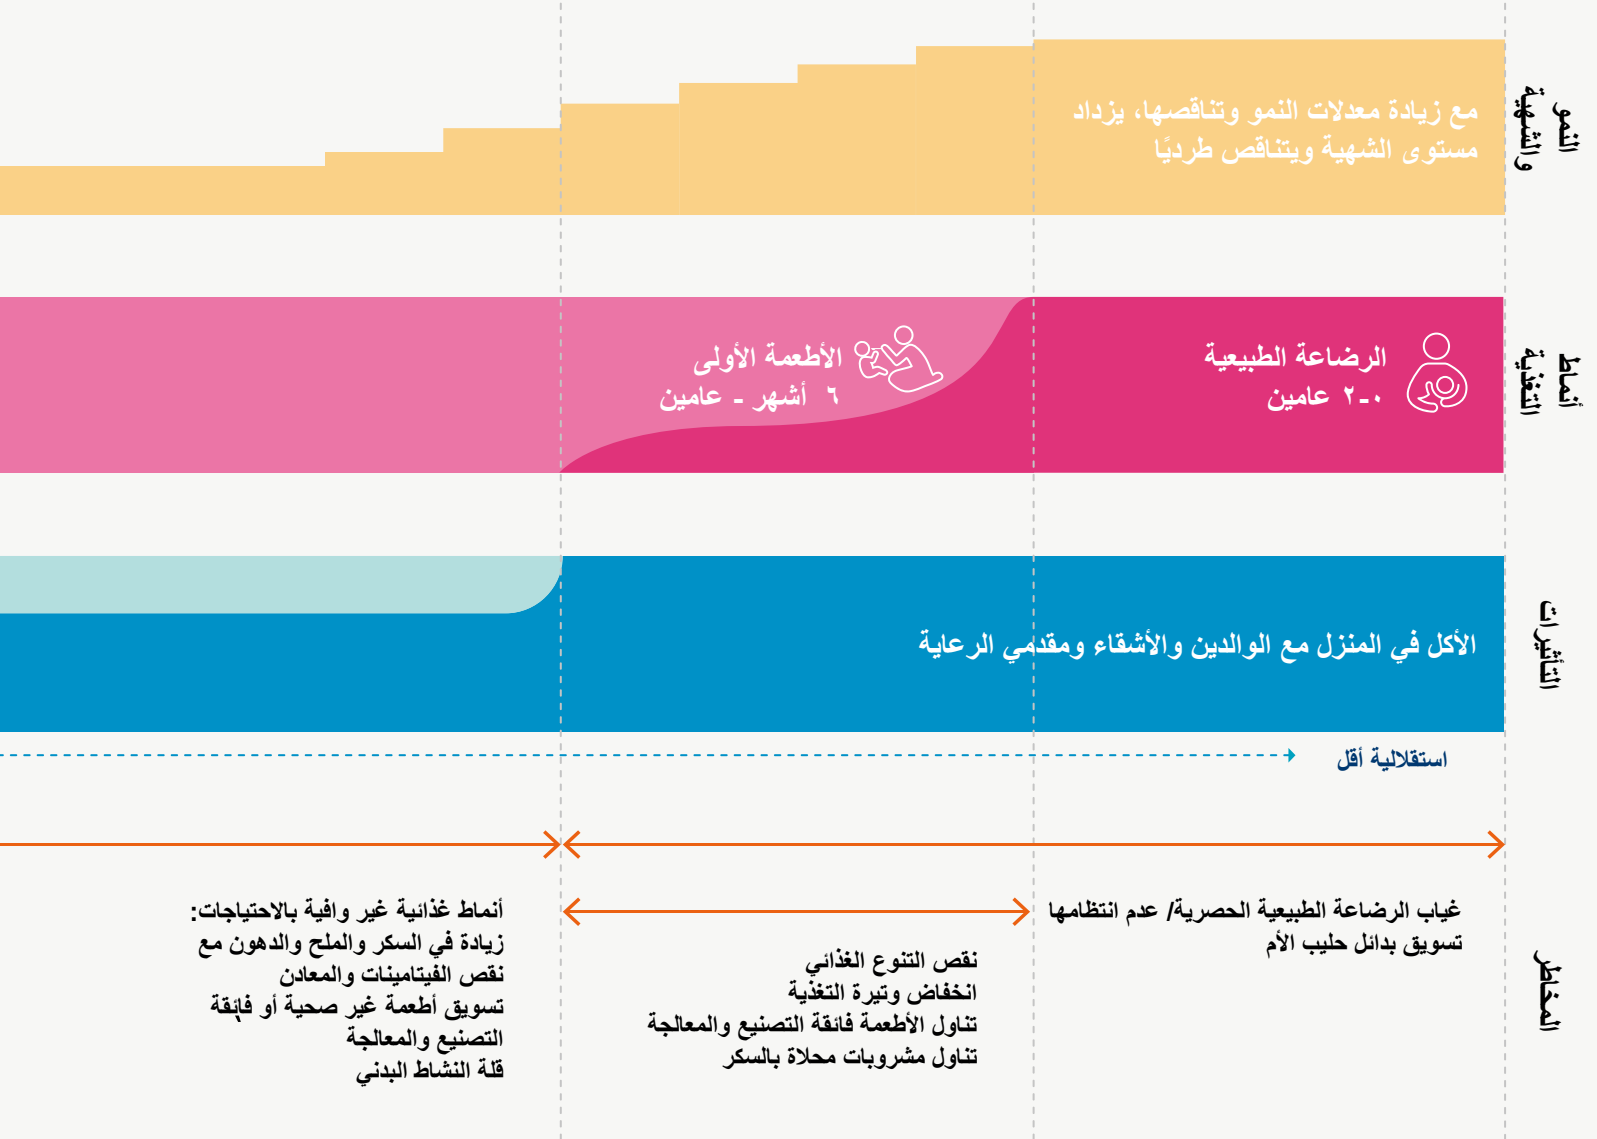 النمو
والشهية
مع زيادة معدلات النمو وتناقصها، يزداد
مستوى الشهية ويتناقص طرديًا
أنماط
التغذية
الرضاعة الطبيعية
٠-٢ عامين
الأطعمة الأولى
٦ أشهر - عامين
التأثيرات
الأكل في المنزل مع الوالدين والأشقاء ومقدمي الرعاية
استقلالية أقل
المخاطر
غياب الرضاعة الطبيعية الحصرية/ عدم انتظامها
تسويق بدائل حليب الأم
نقص التنوع الغذائي
انخفاض وتيرة التغذية
تناول الأطعمة فائقة التصنيع والمعالجة
تناول مشروبات محلاة بالسكر
أنماط غذائية غير وافية بالاحتياجات:
زيادة في السكر والملح والدهون مع
نقص الفيتامينات والمعادن
تسويق أطعمة غير صحية أو فائقة
التصنيع والمعالجة
قلة النشاط البدني